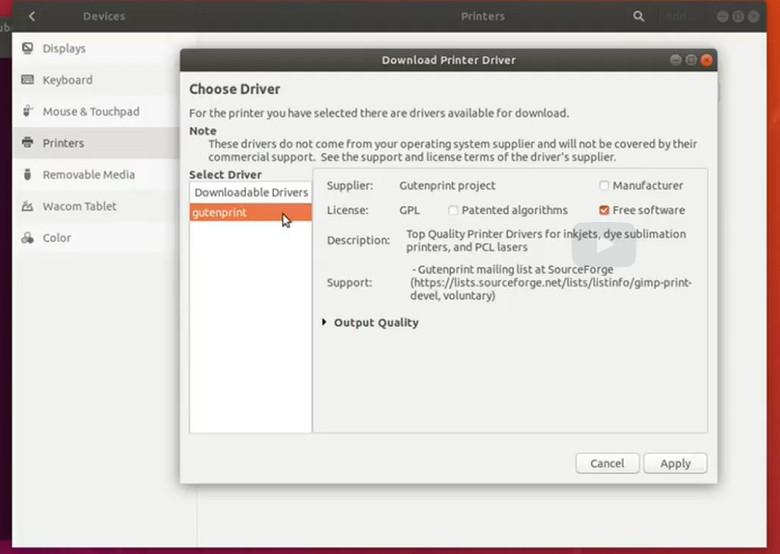 Devices
Printers
Displays
Keyboard
Mouse & Touchpad
Printers
Removable Media
Wacom Tablet
Color
Download Printer Driver
Choose Driver
For the printer you have selected there are drivers available for download.
Note
These drivers do not come from your operating system supplier and will not be covered by their
commercial support. See the support and license terms of the driver's supplier.
Select Driver
Downloadable Drivers
gutenprint
Supplier: Gutenprint project Manufacturer
License: GPL Patented algorithms Free software
Description: Top Quality Printer Drivers for inkjets, dye sublimation
printers, and PCL lasers
Support: - Gutenprint mailing list at SourceForge
(https://lists.sourceforge.net/lists/listinfo/gimp-print-
devel, voluntary)
Output Quality
Cancel Apply